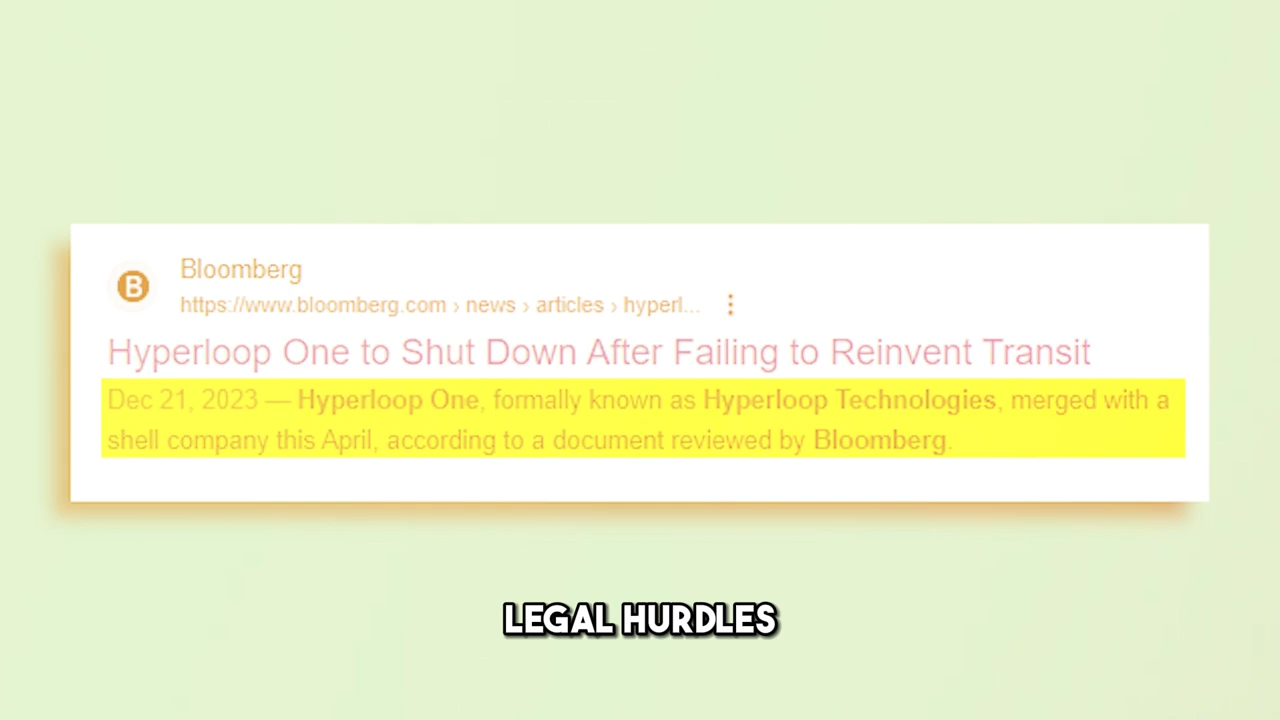 B
Bloomberg
https://www.bloomberg.com › news › articles › hyperl...
Hyperloop One to Shut Down After Failing to Reinvent Transit
Dec 21, 2023 — Hyperloop One, formally known as Hyperloop Technologies, merged with a
shell company this April, according to a document reviewed by Bloomberg.
LEGAL HURDLES